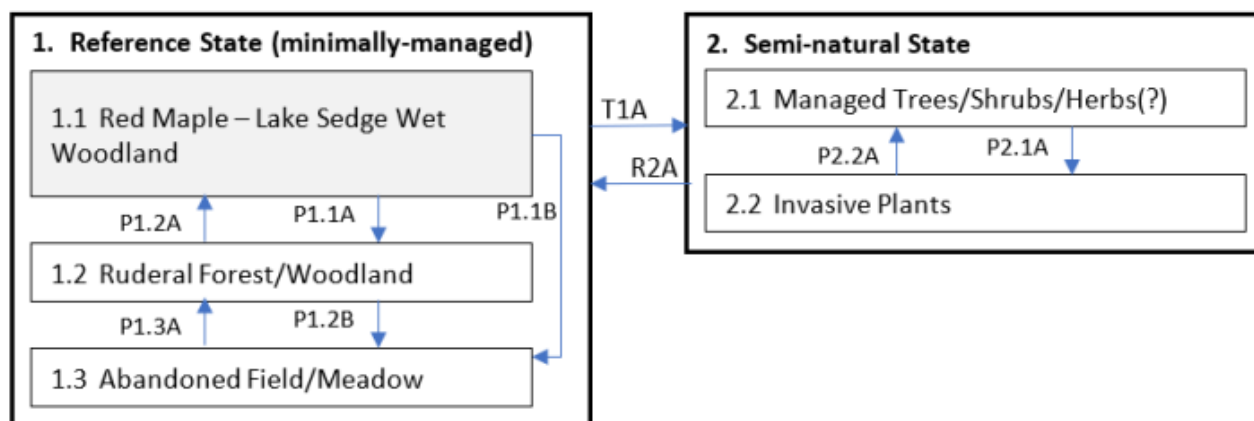 1. Reference State (minimally-managed)
1.1 Red Maple – Lake Sedge Wet
Woodland
P1.2A
P1.1A
P1.1B
1.2 Ruderal Forest/Woodland
P1.3A
P1.2B
1.3 Abandoned Field/Meadow
T1A
R2A
2. Semi-natural State
2.1 Managed Trees/Shrubs/Herbs(?)
P2.2A
P2.1A
2.2 Invasive Plants